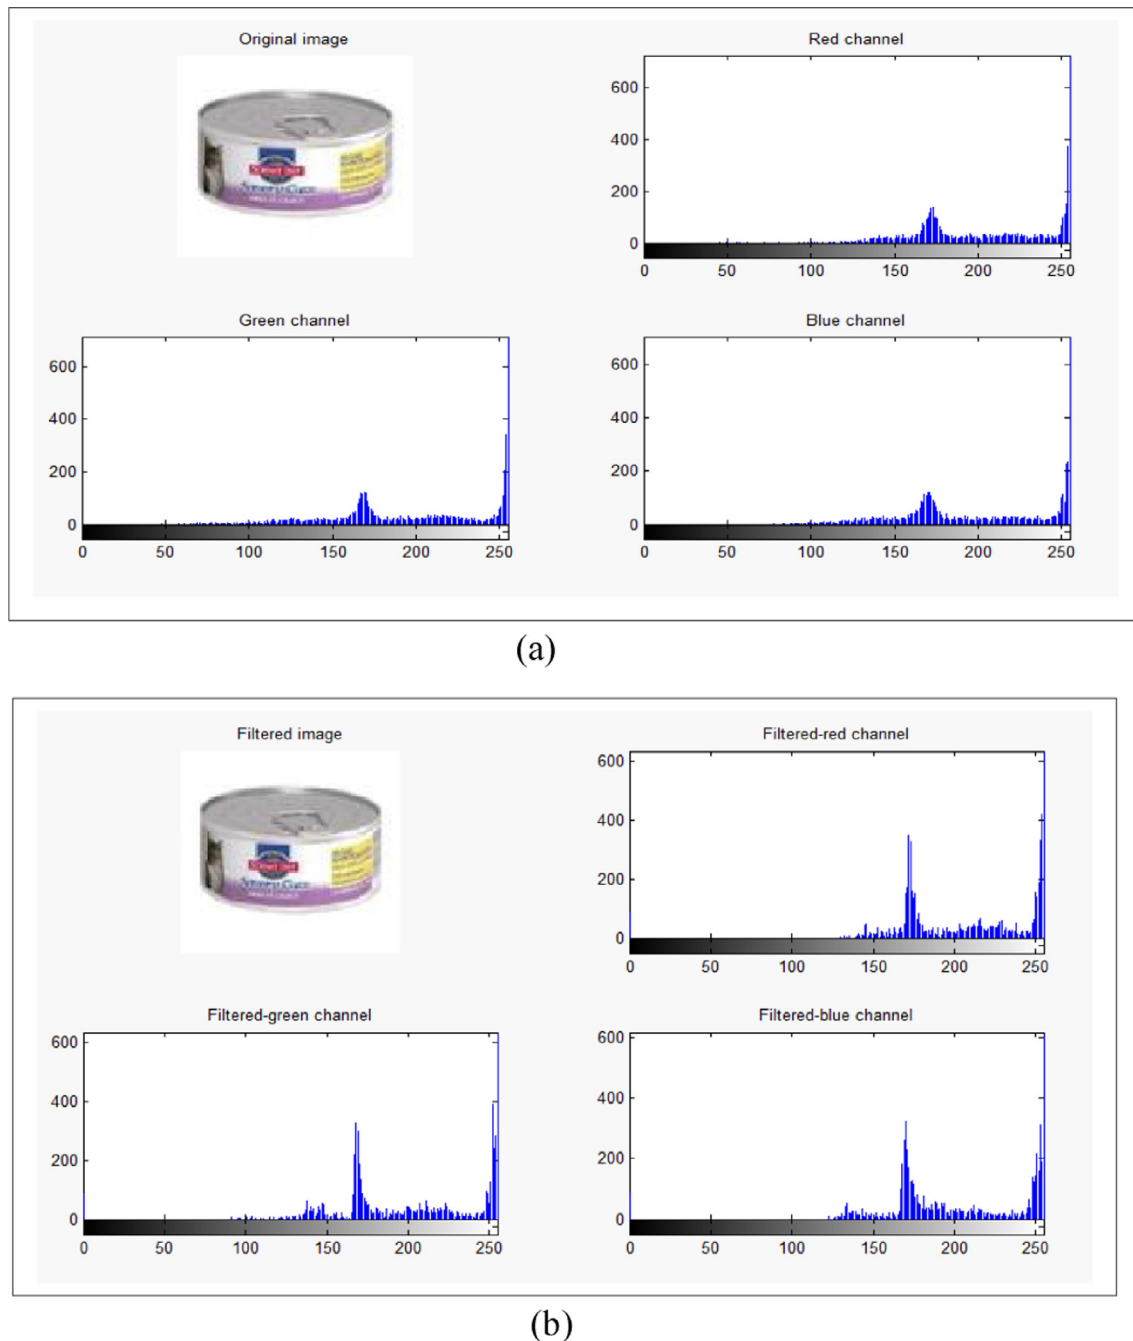 Original image
Red channel
600
400
200
0
0 50 100 150 200 250
Green channel
600
400
200
0
0 50 100 150 200 250
Blue channel
600
400
200
0
0 50 100 150 200 250
(a)
Filtered image
Filtered-red channel
600
400
200
0
0 50 100 150 200 250
Filtered-green channel
600
400
200
0
0 50 100 150 200 250
Filtered-blue channel
600
400
200
0
0 50 100 150 200 250
(b)